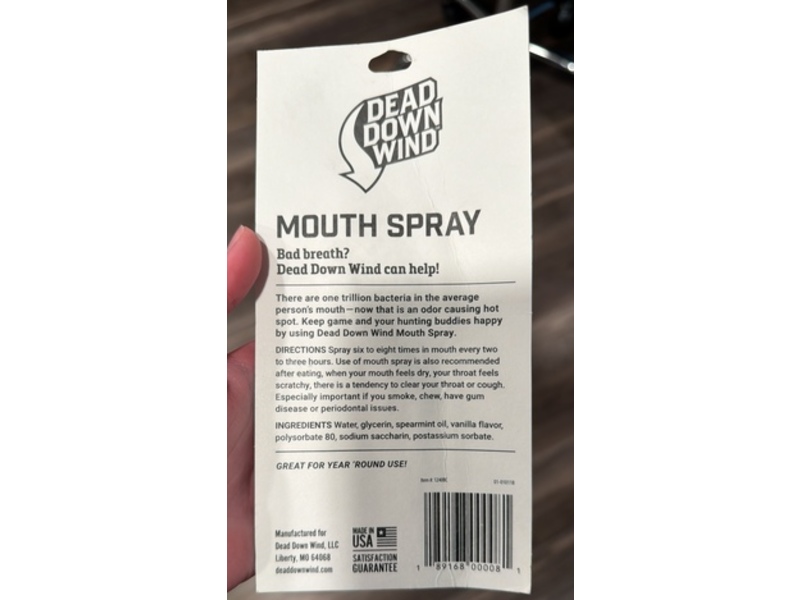 DEAD
DOWN
WIND
MOUTH SPRAY
Bad breath?
Dead Down Wind can help!
There are one trillion bacteria in the average
person's mouth—now that is an odor causing hot
spot. Keep game and your hunting buddies happy
by using Dead Down Wind Mouth Spray.
DIRECTIONS Spray six to eight times in mouth every two
to three hours. Use of mouth spray is also recommended
after eating, when your mouth feels dry, your throat feels
scratchy, there is a tendency to clear your throat or cough.
Especially important if you smoke, chew, have gum
disease or periodontal issues.
INGREDIENTS Water, glycerin, spearmint oil, vanilla flavor,
polysorbate 80, sodium saccharin, postassium sorbate.
GREAT FOR YEAR 'ROUND USE!
Item#
Manufactured for
Dead Down Wind, LLC
Liberty, MO 64068
deaddownwind.com
MADE IN
USA
SATISFACTION
GUARANTEE
1 89168 00008 1